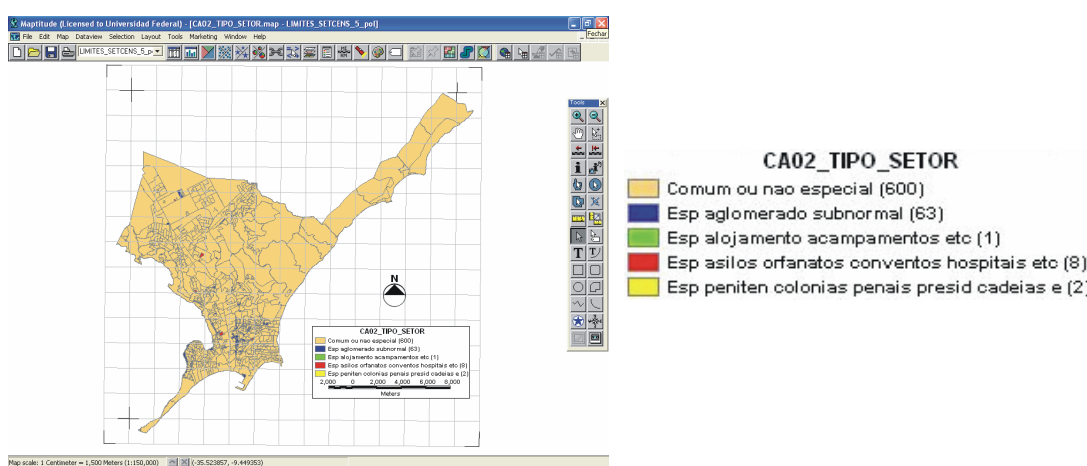 Maptitude (Licensed to Universidad Federal) - [CA02_TIPO_SETOR.map - LIMITES_SETCENS_5_pol]
File Edit Map Dataview Selection Layout Tools Marketing Window Help
Fechar
LIMITES_SETCENS_5_p
Tools
N
CA02_TIPO_SETOR
Comum ou nao especial (600)
Esp aglomerado subnormal (63)
Esp alojamento acampamentos etc (1)
Esp asilos orfanatos conventos hospitais etc (8)
Esp peniten colonias penais presid cadeias e (2)
2,000 0 2,000 4,000 6,000 8,000
Meters
Map scale: 1 Centimeter = 1,500 Meters (1:150,000) (-35.523857, -9.449353)
CA02_TIPO_SETOR
Comum ou nao especial (600)
Esp aglomerado subnormal (63)
Esp alojamento acampamentos etc (1)
Esp asilos orfanatos conventos hospitais etc (8)
Esp peniten colonias penais presid cadeias e (2)